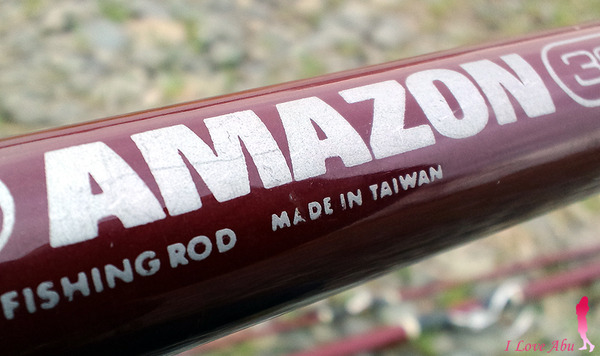 AMAZON
FISHING ROD MADE IN TAIWAN
I Love Abu